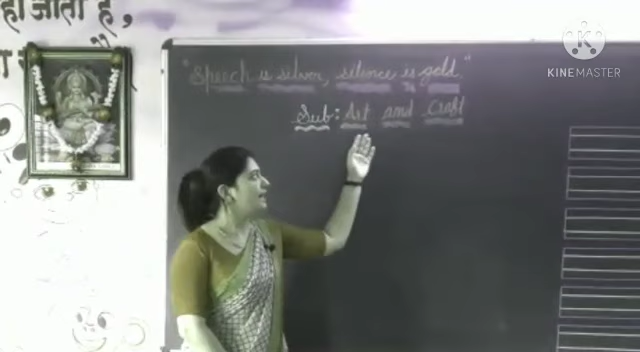 हो जाता है,
"Speech is silver, silence is gold."
Sub: Art and Craft
KINEMASTER